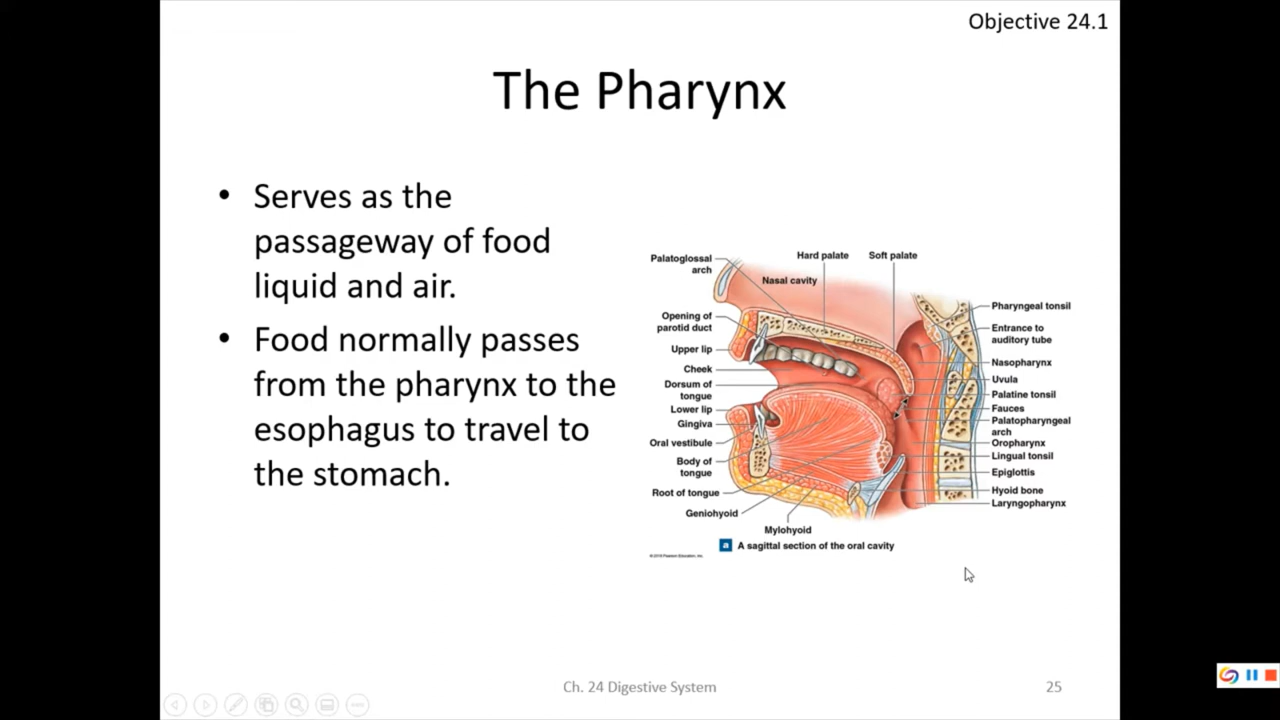 Objective 24.1
The Pharynx
• Serves as the
passageway of food
liquid and air.
• Food normally passes
from the pharynx to the
esophagus to travel to
the stomach.
Palatoglossal
arch
Hard palate
Soft palate
Nasal cavity
Opening of
parotid duct
Upper lip
Cheek
Dorsum of
tongue
Lower lip
Gingiva
Oral vestibule
Body of
tongue
Root of tongue
Geniohyoid
Mylohyoid
Pharyngeal tonsil
Entrance to
auditory tube
Nasopharynx
Uvula
Palatine tonsil
Fauces
Palatopharyngeal
arch
Oropharynx
Lingual tonsil
Epiglottis
Hyoid bone
Laryngopharynx
a A sagittal section of the oral cavity
Ch. 24 Digestive System
25